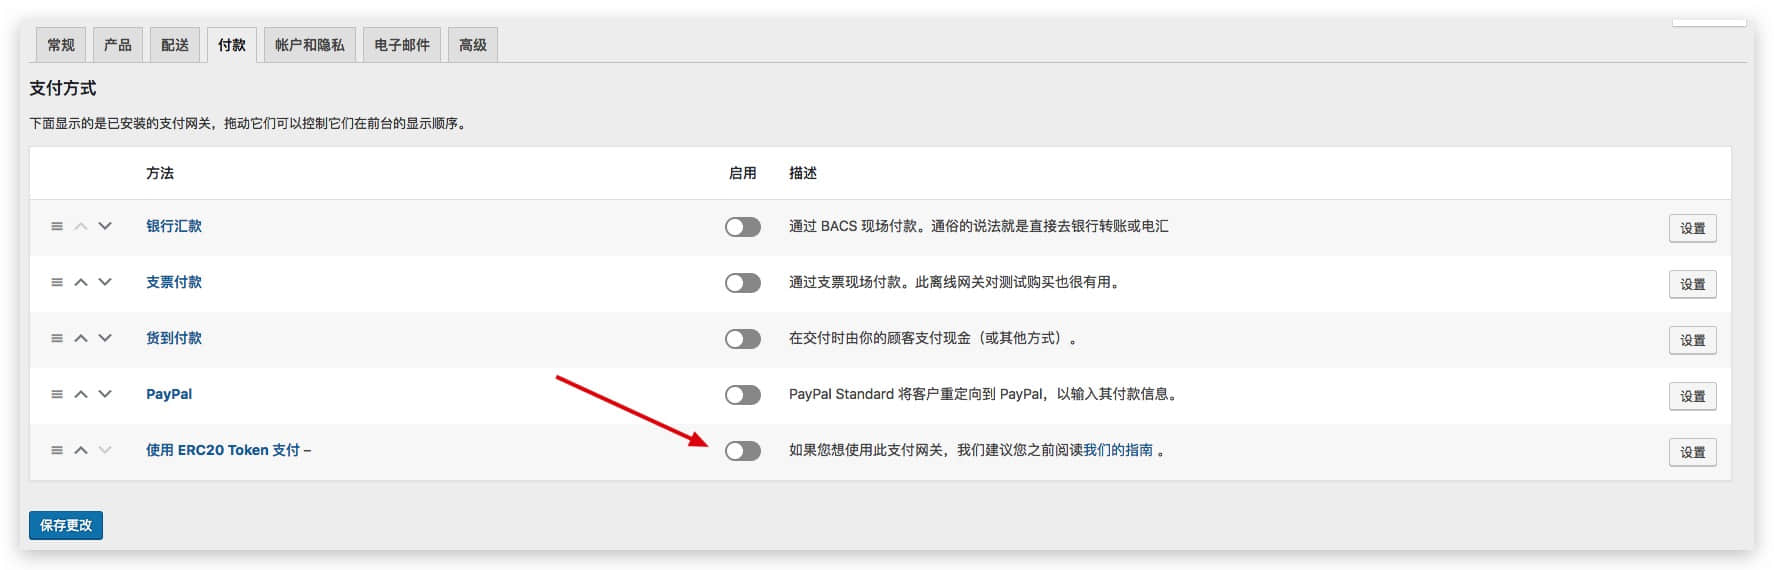 常规 产品 配送 付款 帐户和隐私 电子邮件 高级
支付方式
下面显示的是已安装的支付网关，拖动它们可以控制它们在前台的显示顺序。
方法 启用 描述
银行汇款 通过 BACS 现场付款。通俗的说法就是直接去银行转账或电汇 设置
支票付款 通过支票现场付款。此离线网关对测试购买也很有用。 设置
货到付款 在交付时由你的顾客支付现金（或其他方式）。 设置
PayPal PayPal Standard 将客户重定向到 PayPal，以输入其付款信息。 设置
使用 ERC20 Token 支付 – 如果您想使用此支付网关，我们建议您之前阅读我们的指南 。 设置
保存更改